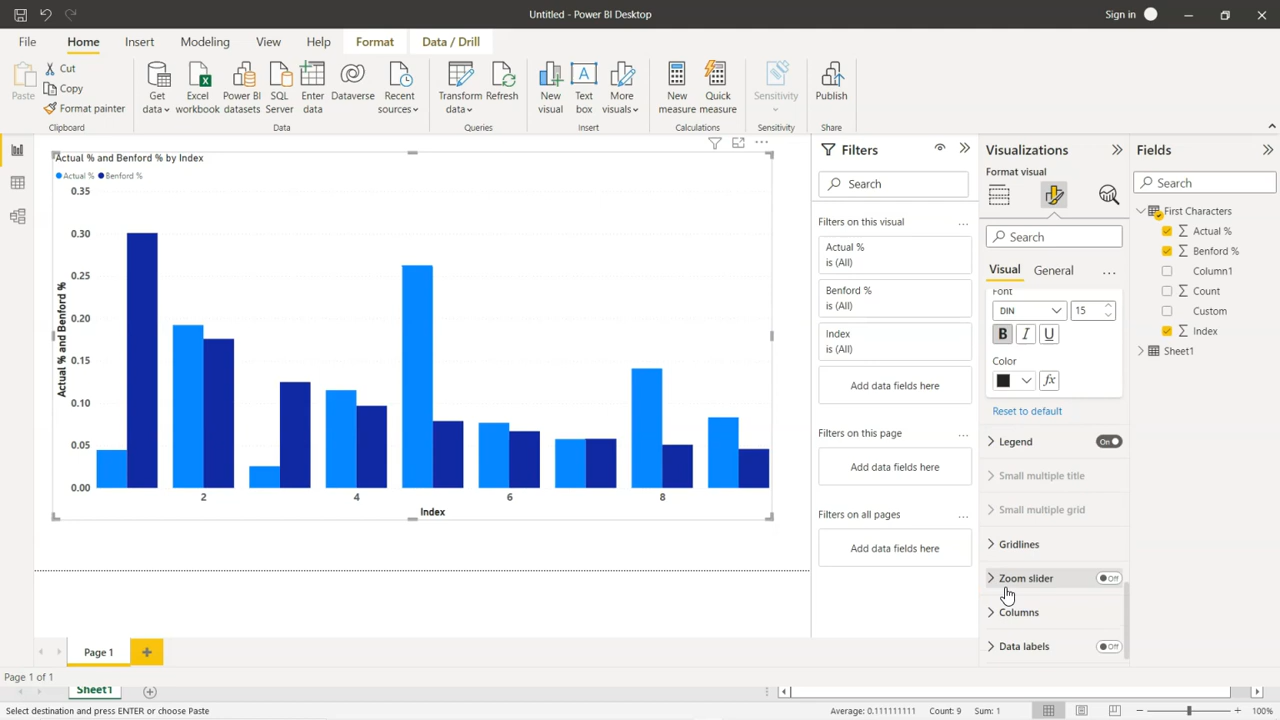 Untitled - Power BI Desktop
Sign in
File
Home
Insert
Modeling
View
Help
Format
Data / Drill
Paste
Cut
Copy
Format painter
Clipboard
Get data
Excel workbook
Power BI datasets
SQL Server
Enter data
Dataverse
Recent sources
Data
Transform data
Refresh
Queries
New visual
Text box
More visuals
Insert
New measure
Quick measure
Calculations
Sensitivity
Sensitivity
Publish
Share
Actual % and Benford % by Index
Actual %
Benford %
0.35
0.30
0.25
0.20
0.15
0.10
0.05
0.00
Actual % and Benford %
2
4
6
8
Index
Filters
Search
Filters on this visual
Actual %
is (All)
Benford %
is (All)
Index
is (All)
Add data fields here
Filters on this page
Add data fields here
Filters on all pages
Add data fields here
Visualizations
Format visual
Search
Visual
General
Font
DIN
15
B
I
U
Color
fx
Reset to default
Legend
On
Small multiple title
Small multiple grid
Gridlines
Zoom slider
Off
Columns
Data labels
Off
Fields
Search
First Characters
Actual %
Benford %
Column1
Count
Custom
Index
Sheet1
Page 1
Page 1 of 1
Sheet1
Select destination and press ENTER or choose Paste
Average: 0.111111111
Count: 9
Sum: 1
100%